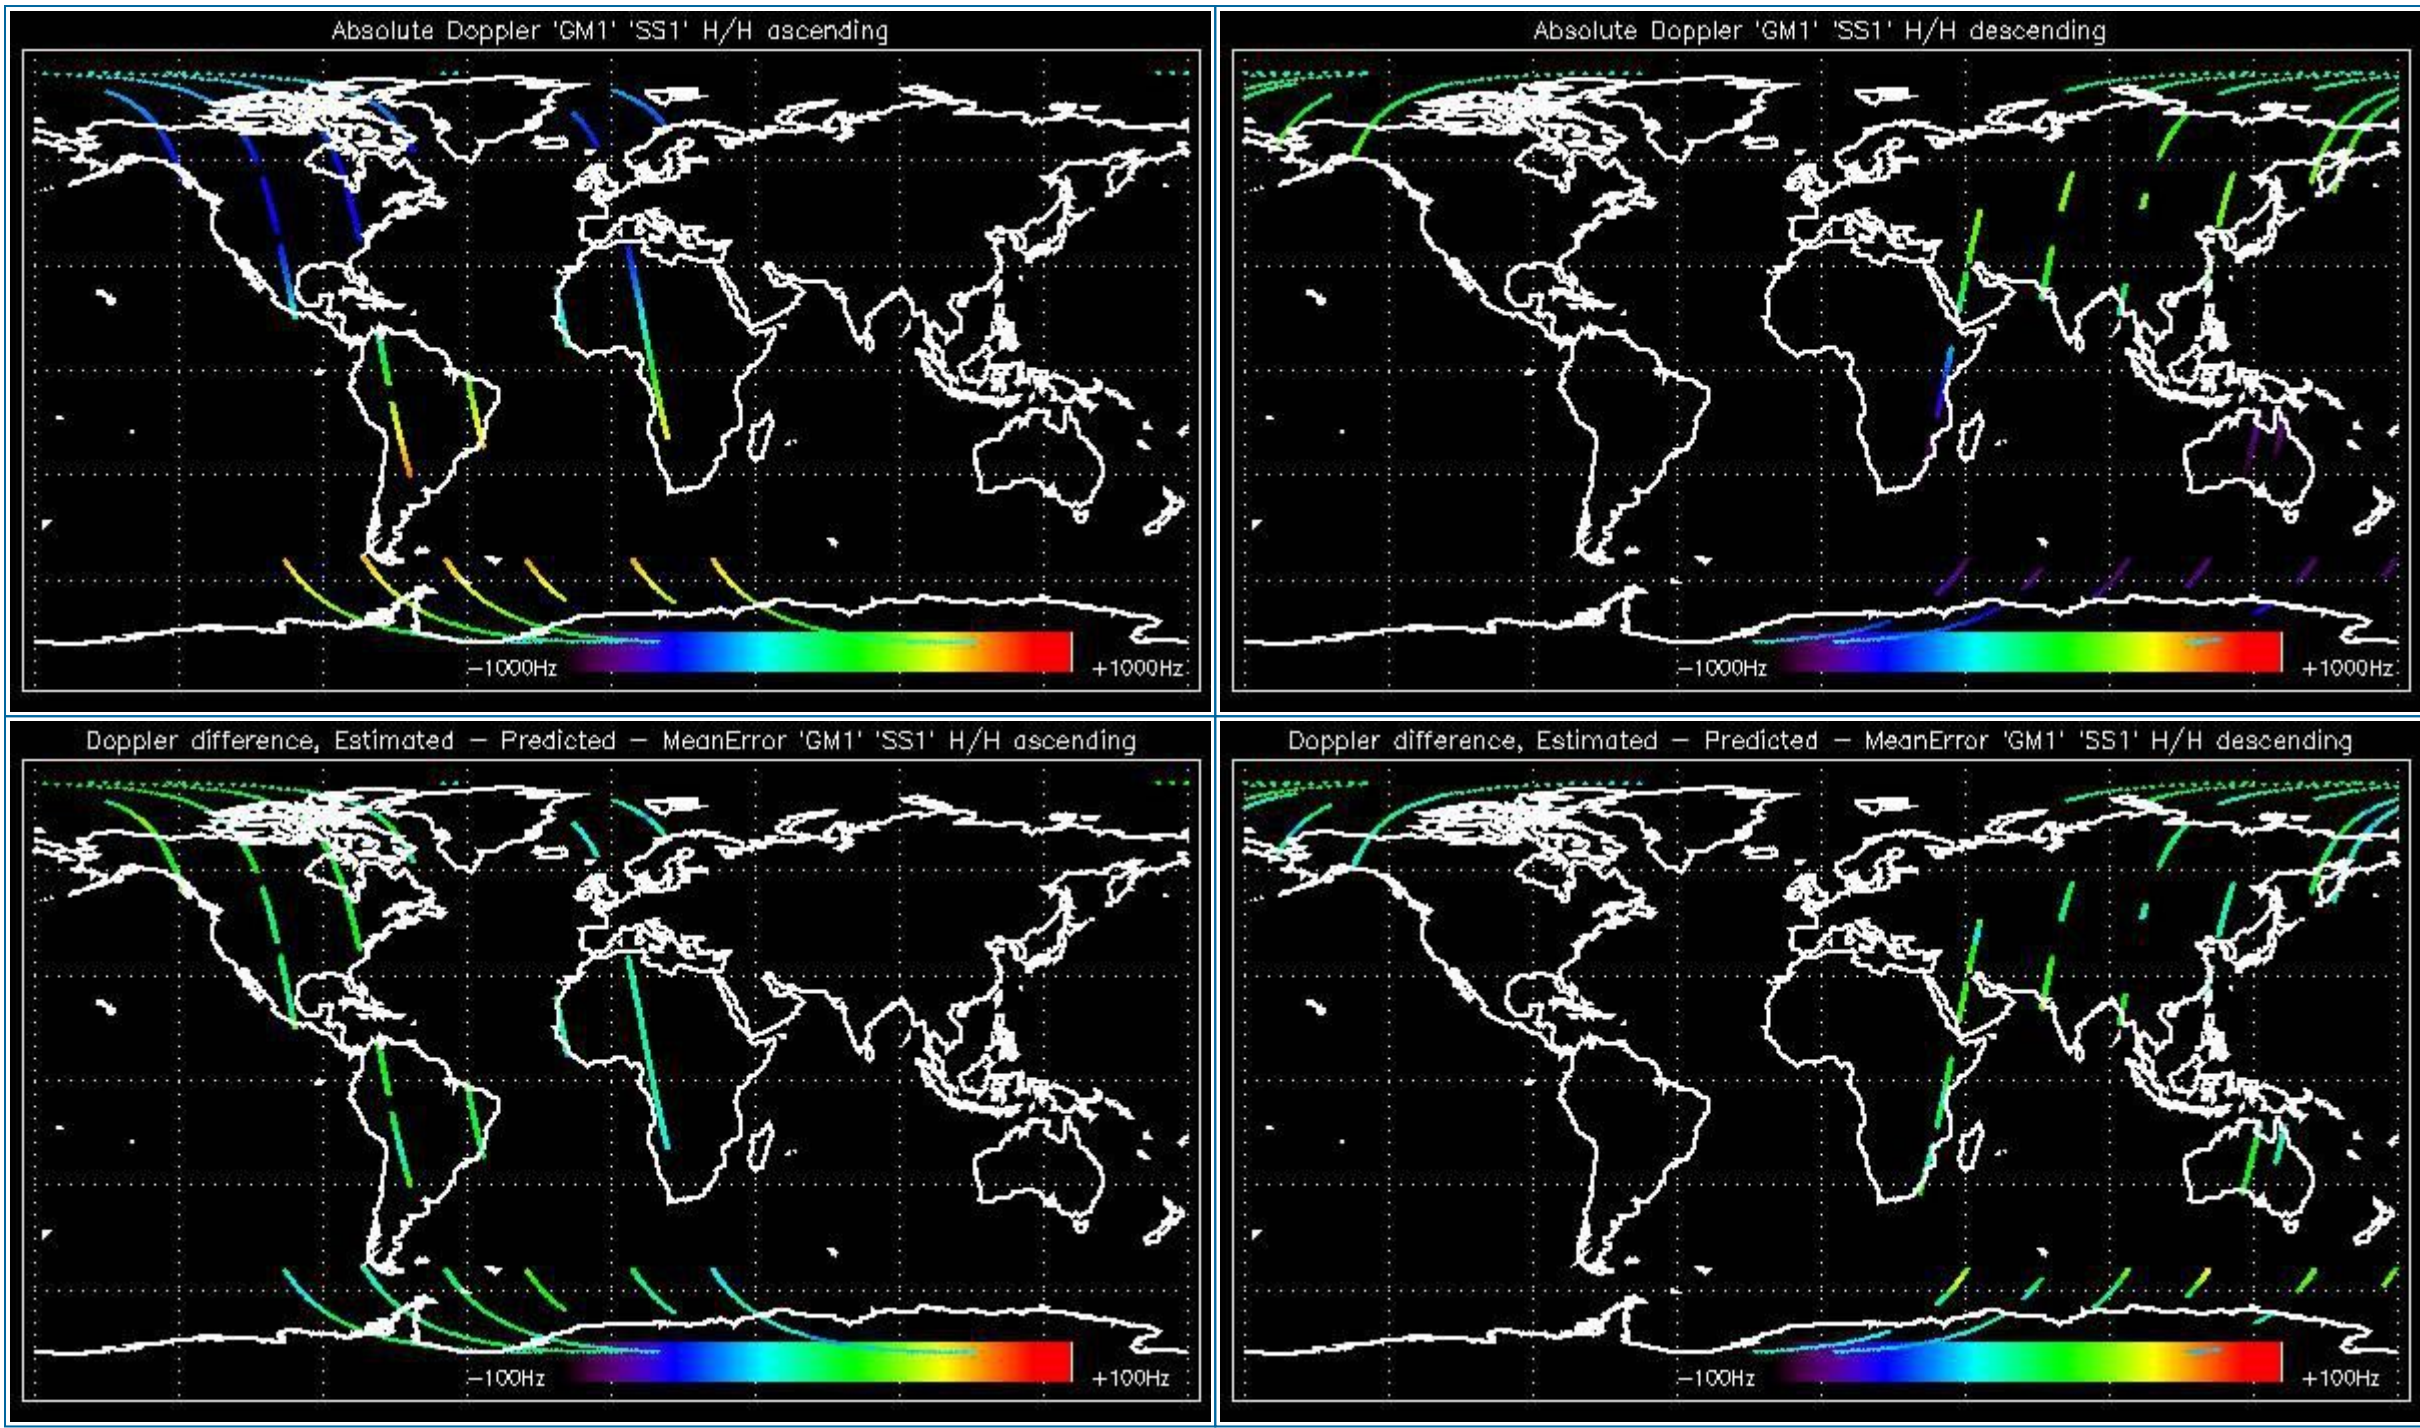 Absolute Doppler 'GM1' 'SS1' H/H ascending
−1000Hz
+1000Hz
Absolute Doppler 'GM1' 'SS1' H/H descending
−1000Hz
+1000Hz
Doppler difference, Estimated − Predicted − MeanError 'GM1' 'SS1' H/H ascending
−100Hz
+100Hz
Doppler difference, Estimated − Predicted − MeanError 'GM1' 'SS1' H/H descending
−100Hz
+100Hz